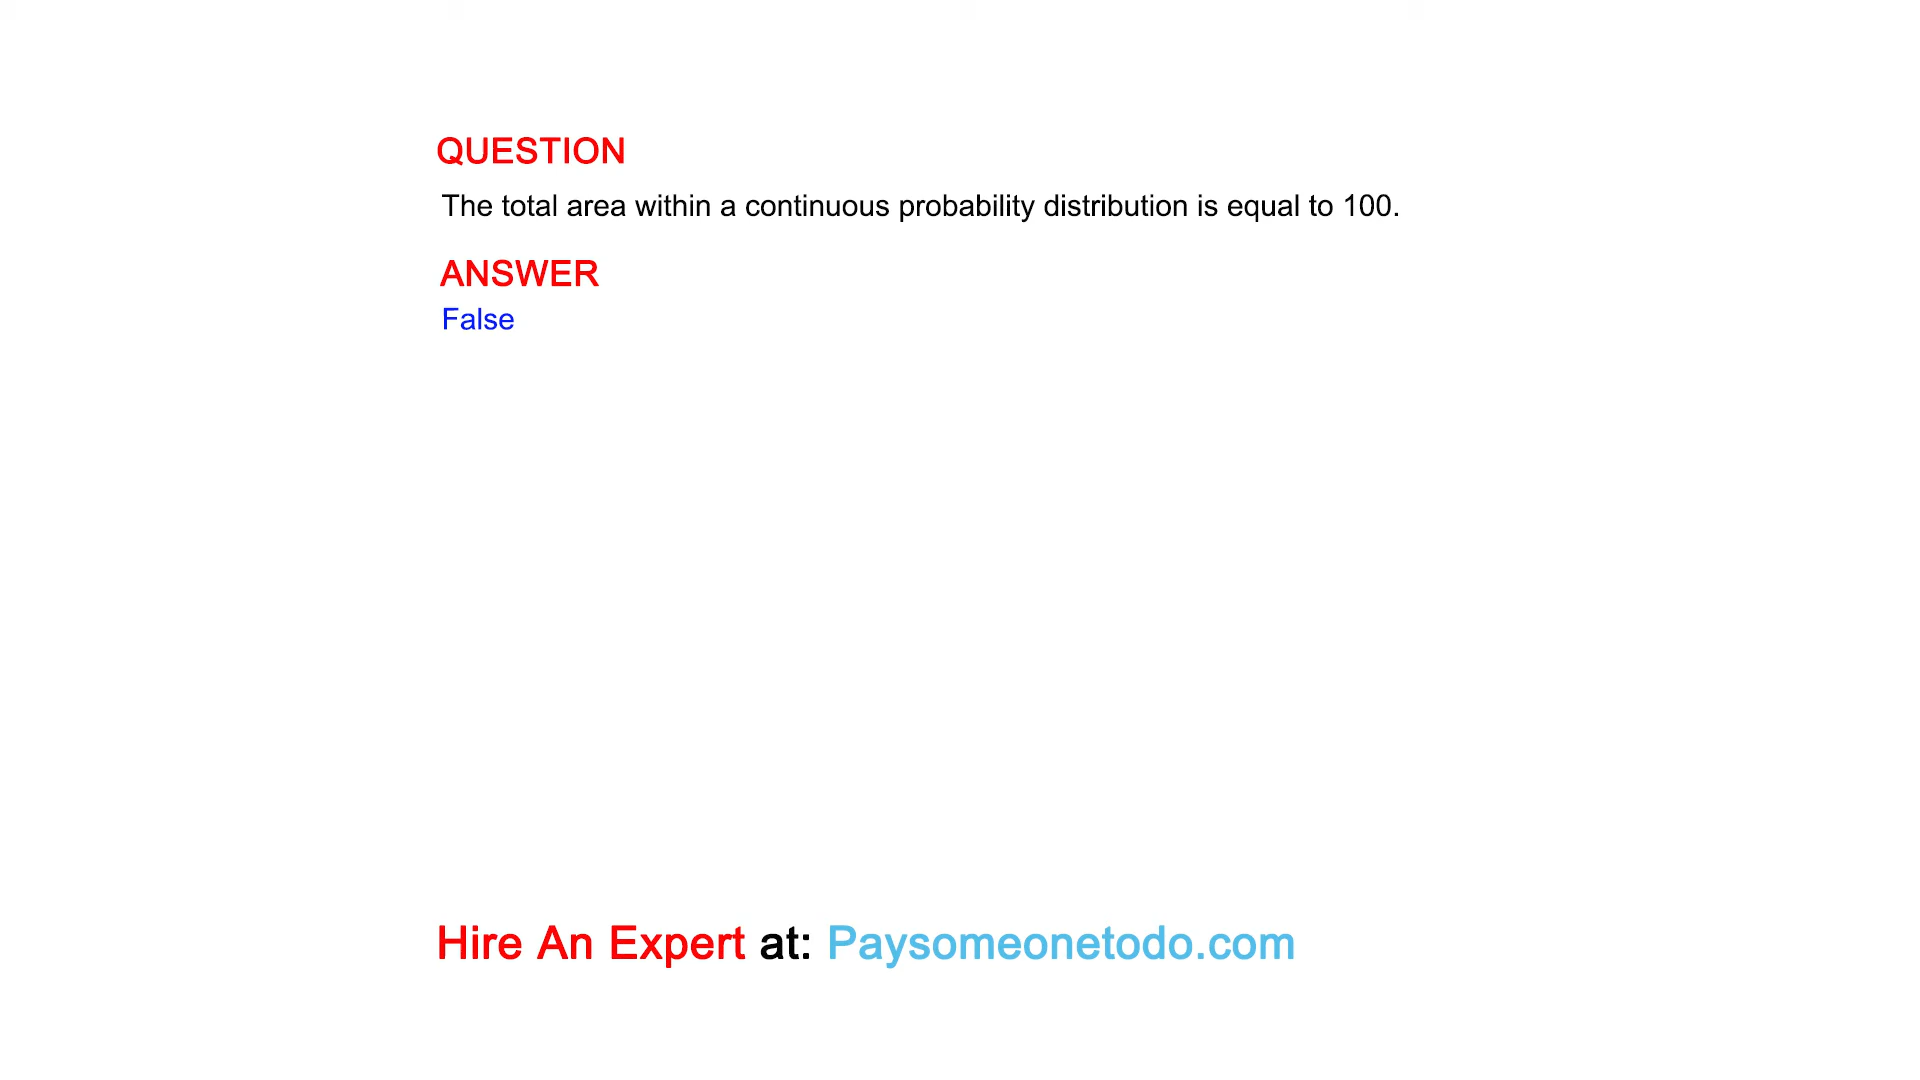 QUESTION
The total area within a continuous probability distribution is equal to 100.
ANSWER
False
Hire An Expert at: Paysomeonetodo.com